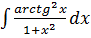 ∫ arctg²x / 1+x² dx